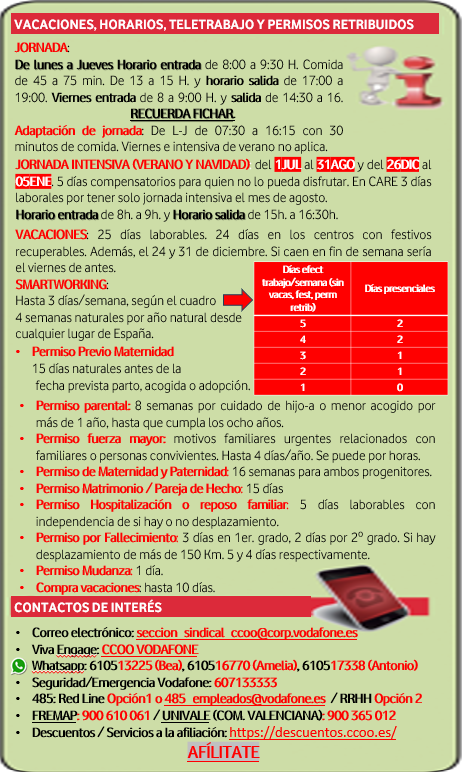 VACACIONES, HORARIOS, TELETRABAJO Y PERMISOS RETRIBUIDOS
JORNADA:
De lunes a Jueves Horario entrada de 8:00 a 9:30 H. Comida
de 45 a 75 min. De 13 a 15 H. y horario salida de 17:00 a
19:00. Viernes entrada de 8 a 9:00 H. y salida de 14:30 a 16.
RECUERDA FICHAR.
Adaptación de jornada: De L-J de 07:30 a 16:15 con 30
minutos de comida. Viernes e intensiva de verano no aplica.
JORNADA INTENSIVA (VERANO Y NAVIDAD) del 1JUL al 31AGO y del 26DIC al
05ENE. 5 días compensatorios para quien no lo pueda disfrutar. En CARE 3 días
laborales por tener solo jornada intensiva el mes de agosto.
Horario entrada de 8h. a 9h. y Horario salida de 15h. a 16:30h.
VACACIONES: 25 días laborables. 24 días en los centros con festivos
recuperables. Además, el 24 y 31 de diciembre. Si caen en fin de semana sería
el viernes de antes.
SMARTWORKING:
Hasta 3 días/semana, según el cuadro
4 semanas naturales por año natural desde
cualquier lugar de España.
Días efect
trabajo/semana (sin
vacas, fest, perm
retrib)
Días presenciales
5 2
4 2
3 1
2 1
1 0
• Permiso Previo Maternidad
15 días naturales antes de la
fecha prevista parto, acogida o adopción.
• Permiso parental: 8 semanas por cuidado de hijo-a o menor acogido por
más de 1 año, hasta que cumpla los ocho años.
• Permiso fuerza mayor: motivos familiares urgentes relacionados con
familiares o personas convivientes. Hasta 4 días/año. Se puede por horas.
• Permiso de Maternidad y Paternidad: 16 semanas para ambos progenitores.
• Permiso Matrimonio / Pareja de Hecho: 15 días
• Permiso Hospitalización o reposo familiar: 5 días laborables con
independencia de si hay o no desplazamiento.
• Permiso por Fallecimiento: 3 días en 1er. grado, 2 días por 2º grado. Si hay
desplazamiento de más de 150 Km. 5 y 4 días respectivamente.
• Permiso Mudanza: 1 día.
• Compra vacaciones: hasta 10 días.
CONTACTOS DE INTERÉS
• Correo electrónico: seccion_sindical_ccoo@corp.vodafone.es
• Viva Engage: CCOO VODAFONE
Whatsapp: 610513225 (Bea), 610516770 (Amelia), 610517338 (Antonio)
• Seguridad/Emergencia Vodafone: 607133333
• 485: Red Line Opción1 o 485_empleados@vodafone.es / RRHH Opción 2
• FREMAP: 900 610 061 / UNIVALE (COM. VALENCIANA): 900 365 012
• Descuentos / Servicios a la afiliación: https://descuentos.ccoo.es/
AFÍLITATE